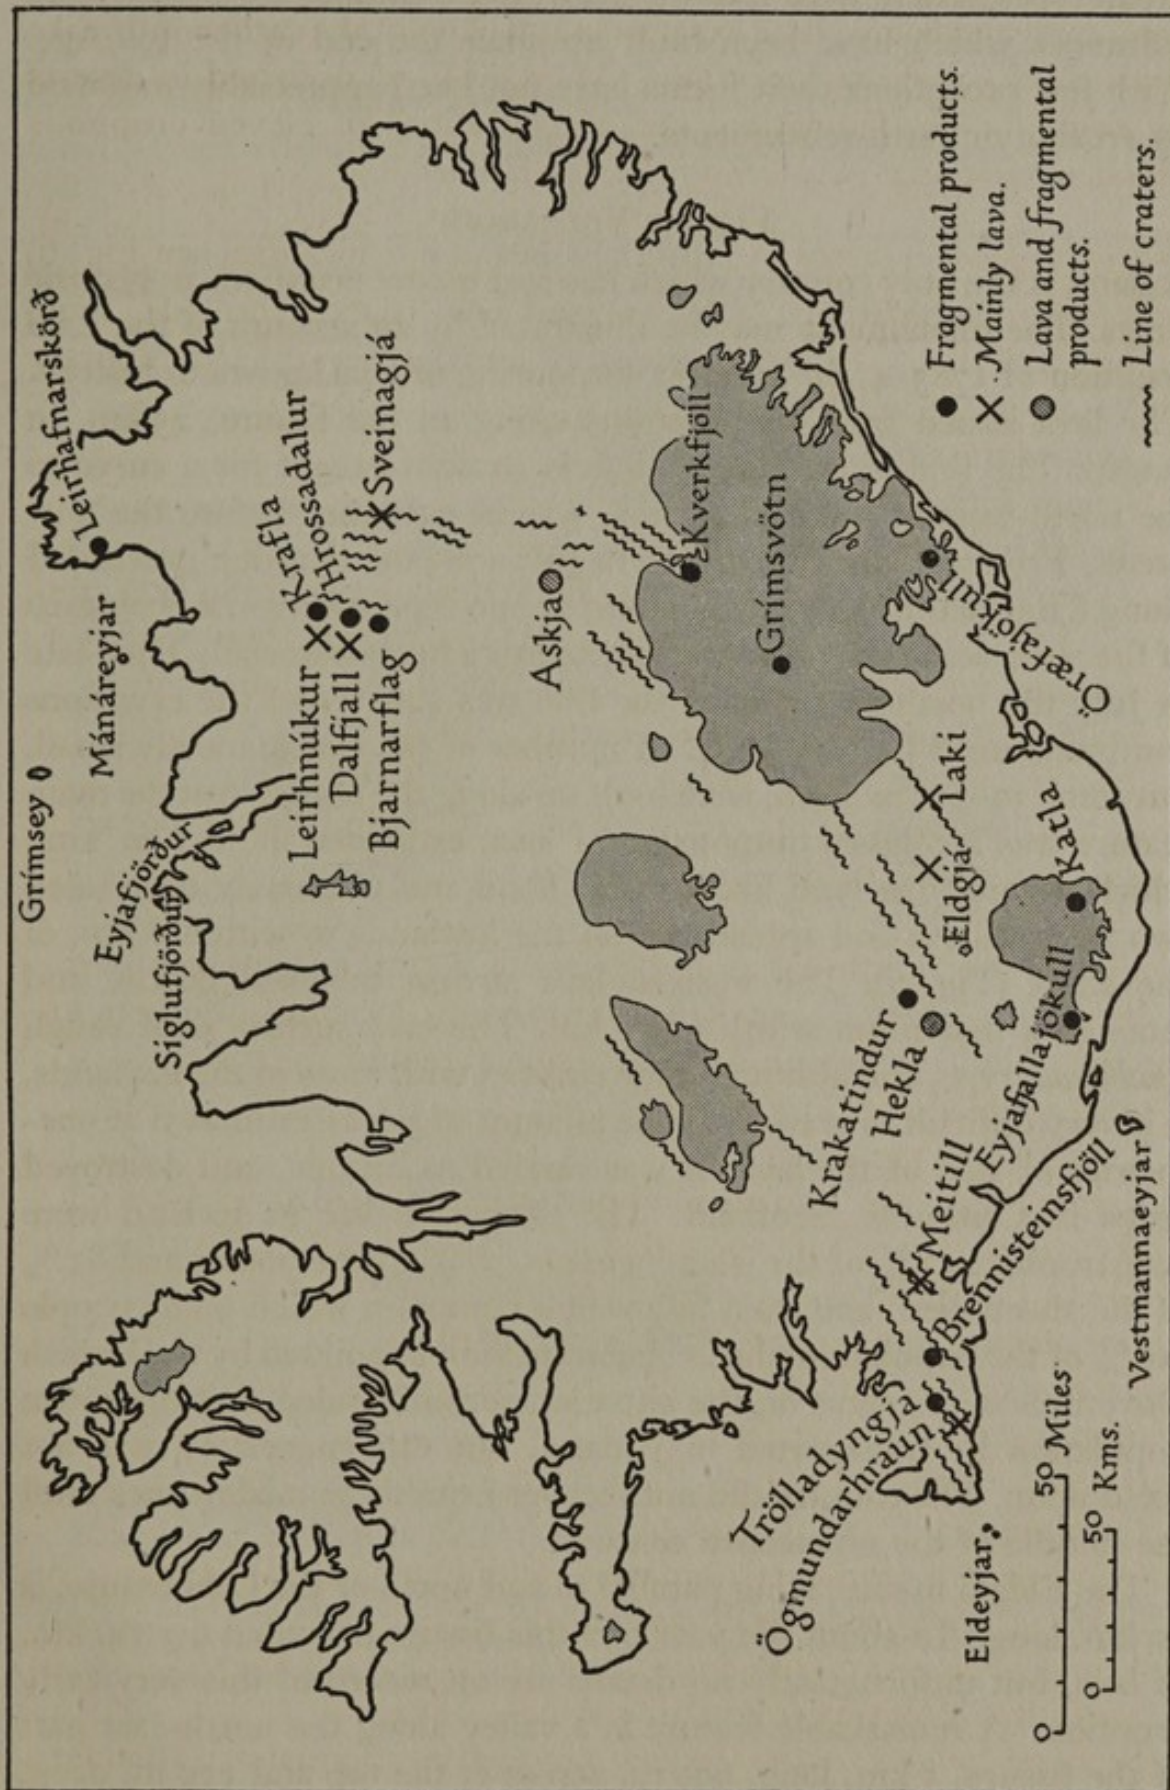 Grímsey
Mánáreyjar
Leirhafnarskörð
Eyjafjörður
Siglufjörður
Krafla
Hrossadalur
Sveinagjá
Leirhnúkur
Dalfjall
Bjarnarflag
Askja
Kverkfjöll
Grímsvötn
Öræfajökull
Laki
Eldgjá
Katla
Krakatindur
Hekla
Eyjafjallajökull
Meitill
Brennisteinsfjöll
Vestmannaeyjar
Trölladyngja
Ögmundarhraun
Eldeyjar
0 50 Miles
0 50 Kms.
Fragmental products.
Mainly lava.
Lava and fragmental
products.
Line of craters.